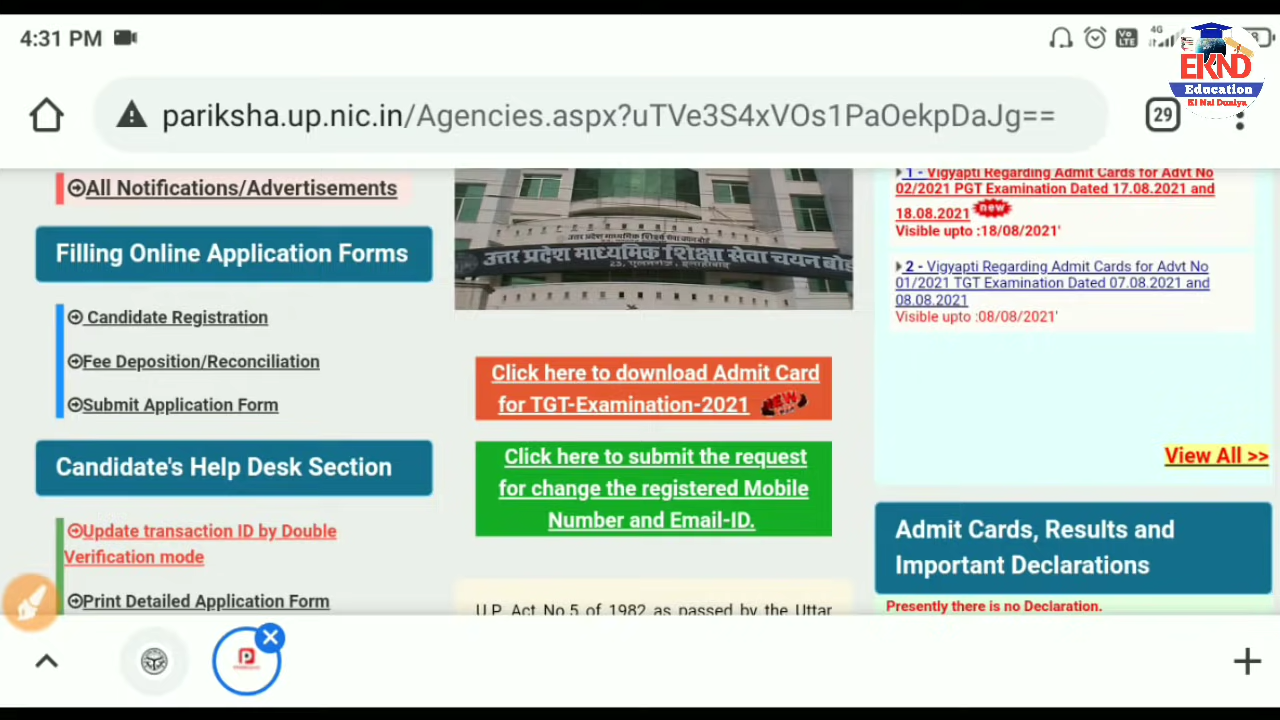 4:31 PM
Vo
LTE
4G
EKND
Education
Ki Nai Duniya
pariksha.up.nic.in/Agencies.aspx?uTVe3S4xVOs1PaOekpDaJg==
29
All Notifications/Advertisements
Filling Online Application Forms
Candidate Registration
Fee Deposition/Reconciliation
Submit Application Form
Candidate's Help Desk Section
Update transaction ID by Double
Verification mode
Print Detailed Application Form
उत्तर प्रदेश माध्यमिक शिक्षा सेवा चयन बोर्ड
Click here to download Admit Card
for TGT-Examination-2021 NEW
Click here to submit the request
for change the registered Mobile
Number and Email-ID.
U.P. Act No.5 of 1982 as passed by the Uttar
1 - Vigyapti Regarding Admit Cards for Advt No
02/2021 PGT Examination Dated 17.08.2021 and
18.08.2021 new
Visible upto :18/08/2021'
2 - Vigyapti Regarding Admit Cards for Advt No
01/2021 TGT Examination Dated 07.08.2021 and
08.08.2021
Visible upto :08/08/2021'
View All >>
Admit Cards, Results and
Important Declarations
Presently there is no Declaration.